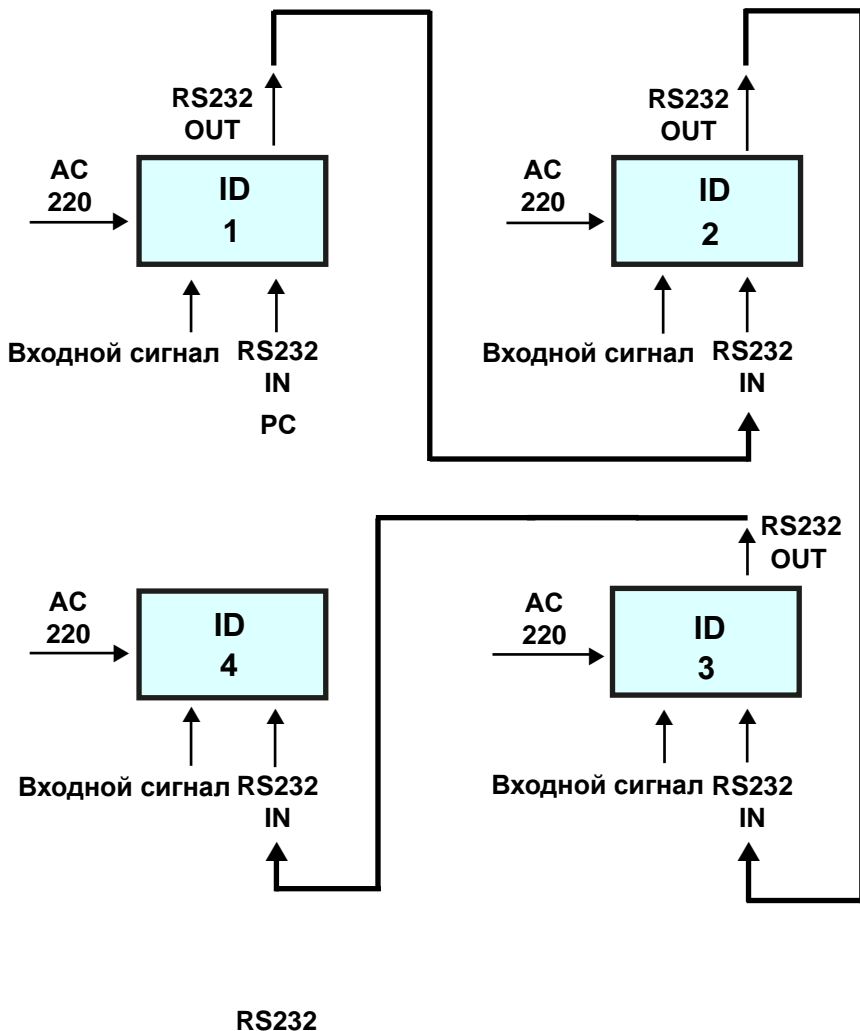 RS232
OUT
AC
220
ID
1
Входной сигнал
RS232
IN
PC
RS232
OUT
AC
220
ID
2
Входной сигнал
RS232
IN
AC
220
ID
4
Входной сигнал
RS232
IN
RS232
OUT
AC
220
ID
3
Входной сигнал
RS232
IN
RS232